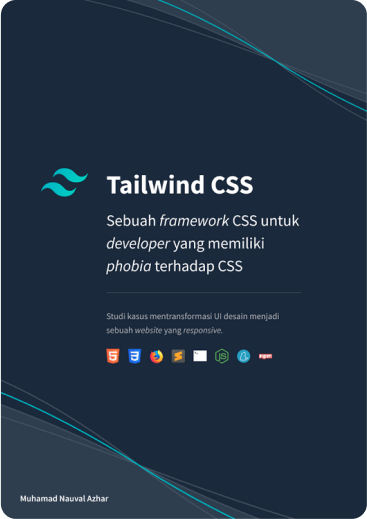 Tailwind CSS
Sebuah framework CSS untuk
developer yang memiliki
phobia terhadap CSS
Studi kasus mentransformasi UI desain menjadi
sebuah website yang responsive.
Muhamad Nauval Azhar